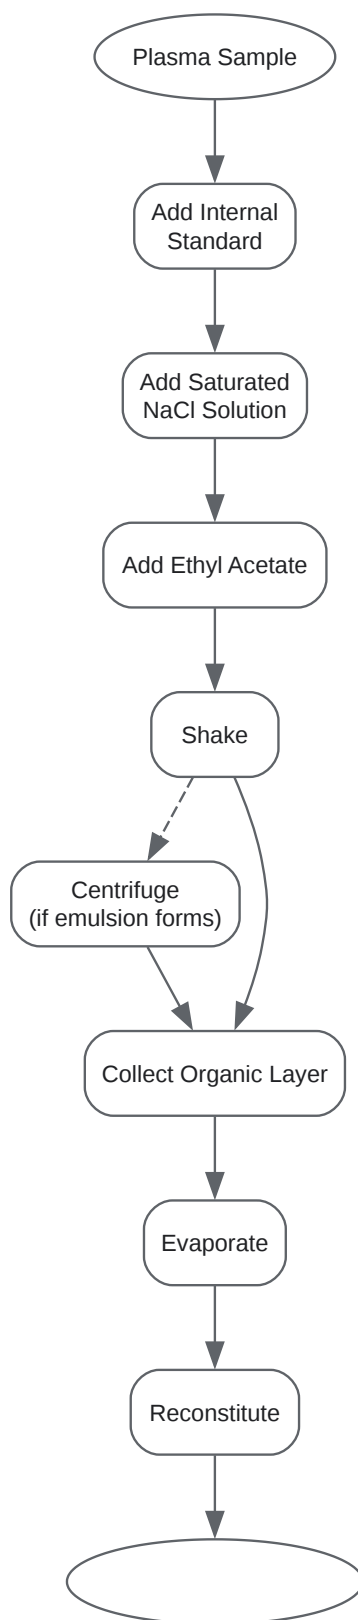 Plasma Sample
Add Internal
Standard
Add Saturated
NaCl Solution
Add Ethyl Acetate
Shake
Centrifuge
(if emulsion forms)
Collect Organic Layer
Evaporate
Reconstitute